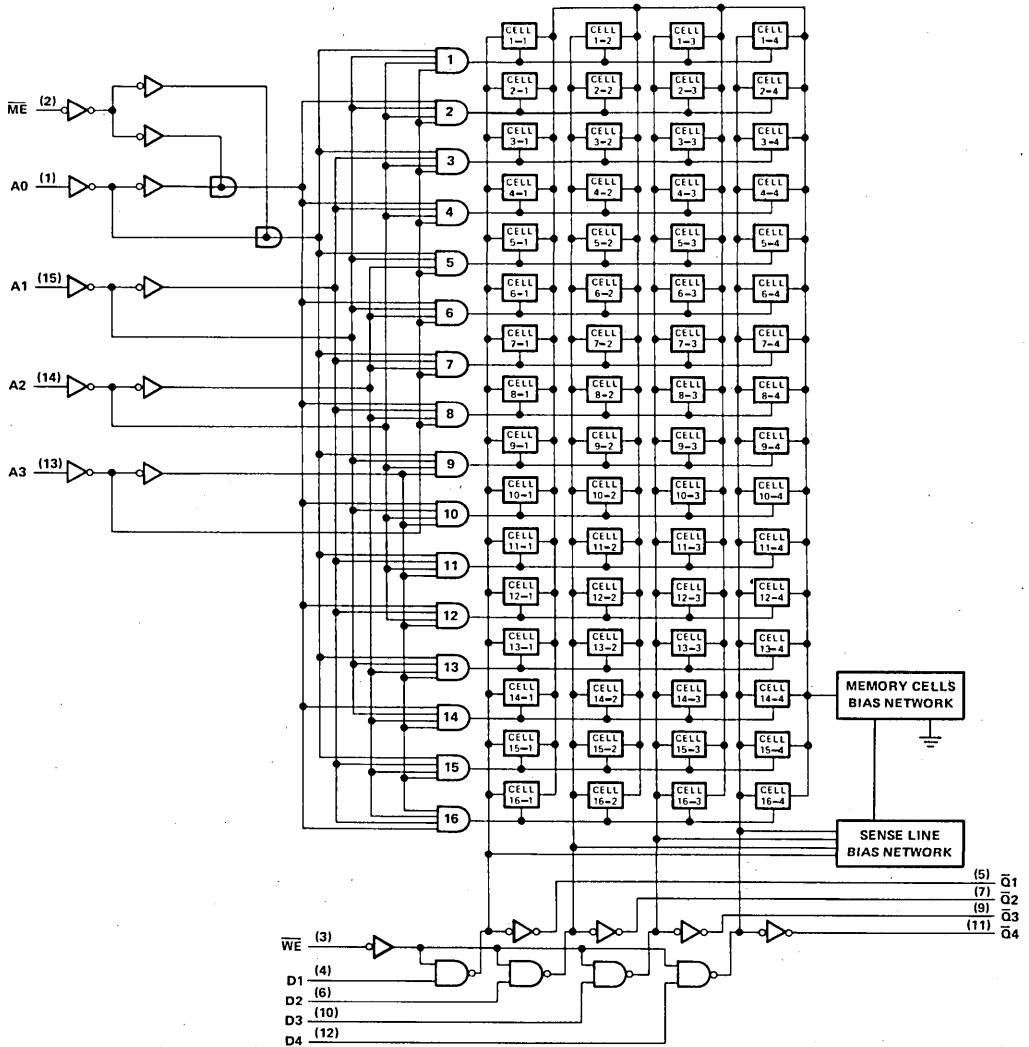 CELL 1–1
CELL 1–2
CELL 1–3
CELL 1–4
1
CELL 2–1
CELL 2–2
CELL 2–3
CELL 2–4
M̅E̅ (2)
2
CELL 3–1
CELL 3–2
CELL 3–3
CELL 3–4
3
A0 (1)
CELL 4–1
CELL 4–2
CELL 4–3
CELL 4–4
4
CELL 5–1
CELL 5–2
CELL 5–3
CELL 5–4
5
A1 (15)
CELL 6–1
CELL 6–2
CELL 6–3
CELL 6–4
6
CELL 7–1
CELL 7–2
CELL 7–3
CELL 7–4
7
A2 (14)
CELL 8–1
CELL 8–2
CELL 8–3
CELL 8–4
8
CELL 9–1
CELL 9–2
CELL 9–3
CELL 9–4
9
A3 (13)
CELL 10–1
CELL 10–2
CELL 10–3
CELL 10–4
10
CELL 11–1
CELL 11–2
CELL 11–3
CELL 11–4
11
CELL 12–1
CELL 12–2
CELL 12–3
CELL 12–4
12
CELL 13–1
CELL 13–2
CELL 13–3
CELL 13–4
13
CELL 14–1
CELL 14–2
CELL 14–3
CELL 14–4
14
MEMORY CELLS
BIAS NETWORK
CELL 15–1
CELL 15–2
CELL 15–3
CELL 15–4
15
CELL 16–1
CELL 16–2
CELL 16–3
CELL 16–4
16
SENSE LINE
BIAS NETWORK
(5) Q̅1
(7) Q̅2
(9) Q̅3
(11) Q̅4
W̅E̅ (3)
D1 (4)
D2 (6)
D3 (10)
D4 (12)